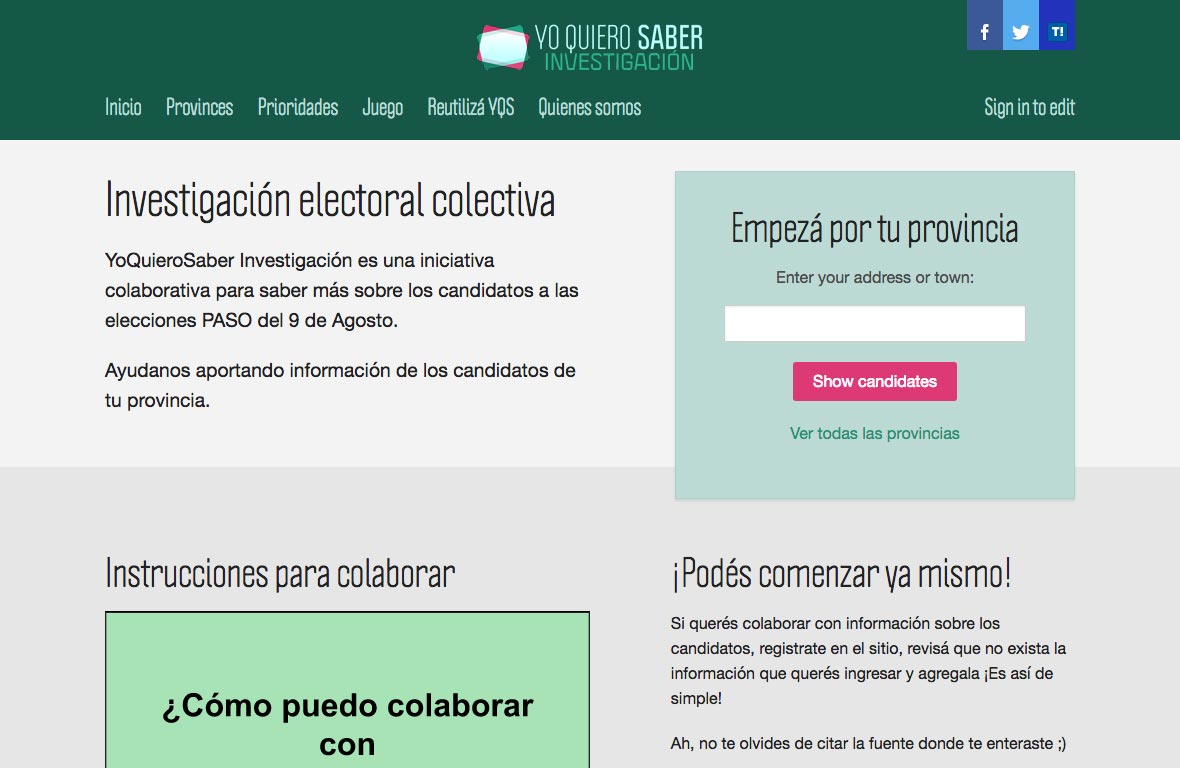 YO QUIERO SABER
INVESTIGACIÓN
f
T!
Inicio Provinces Prioridades Juego Reutilizá YQS Quienes somos Sign in to edit
Investigación electoral colectiva
YoQuieroSaber Investigación es una iniciativa
colaborativa para saber más sobre los candidatos a las
elecciones PASO del 9 de Agosto.
Ayudanos aportando información de los candidatos de
tu provincia.
Empezá por tu provincia
Enter your address or town:
Show candidates
Ver todas las provincias
Instrucciones para colaborar
¿Cómo puedo colaborar
con
¡Podés comenzar ya mismo!
Si querés colaborar con información sobre los
candidatos, registrate en el sitio, revisá que no exista la
información que querés ingresar y agregala ¡Es así de
simple!
Ah, no te olvides de citar la fuente donde te enteraste ;)